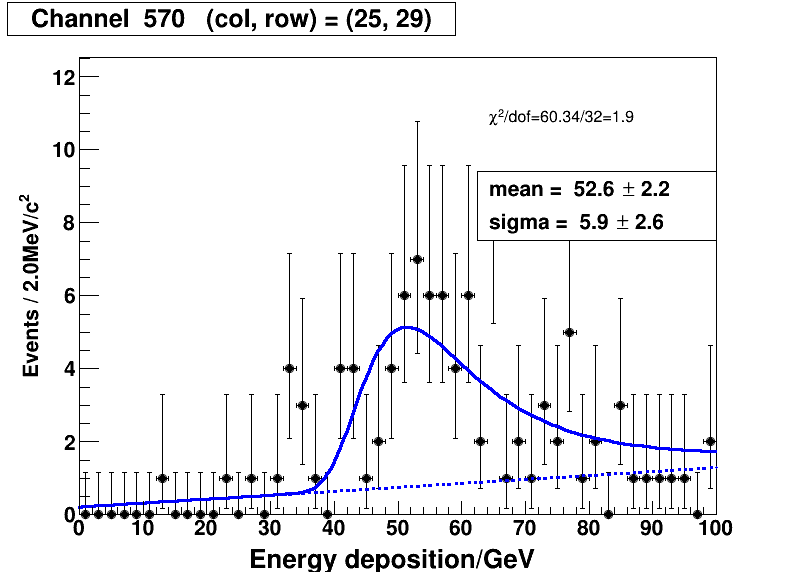 Channel 570 (col, row) = (25, 29)
χ²/dof=60.34/32=1.9
mean = 52.6 ± 2.2
sigma = 5.9 ± 2.6
Events / 2.0MeV/c²
12
10
8
6
4
2
0
0 10 20 30 40 50 60 70 80 90 100
Energy deposition/GeV